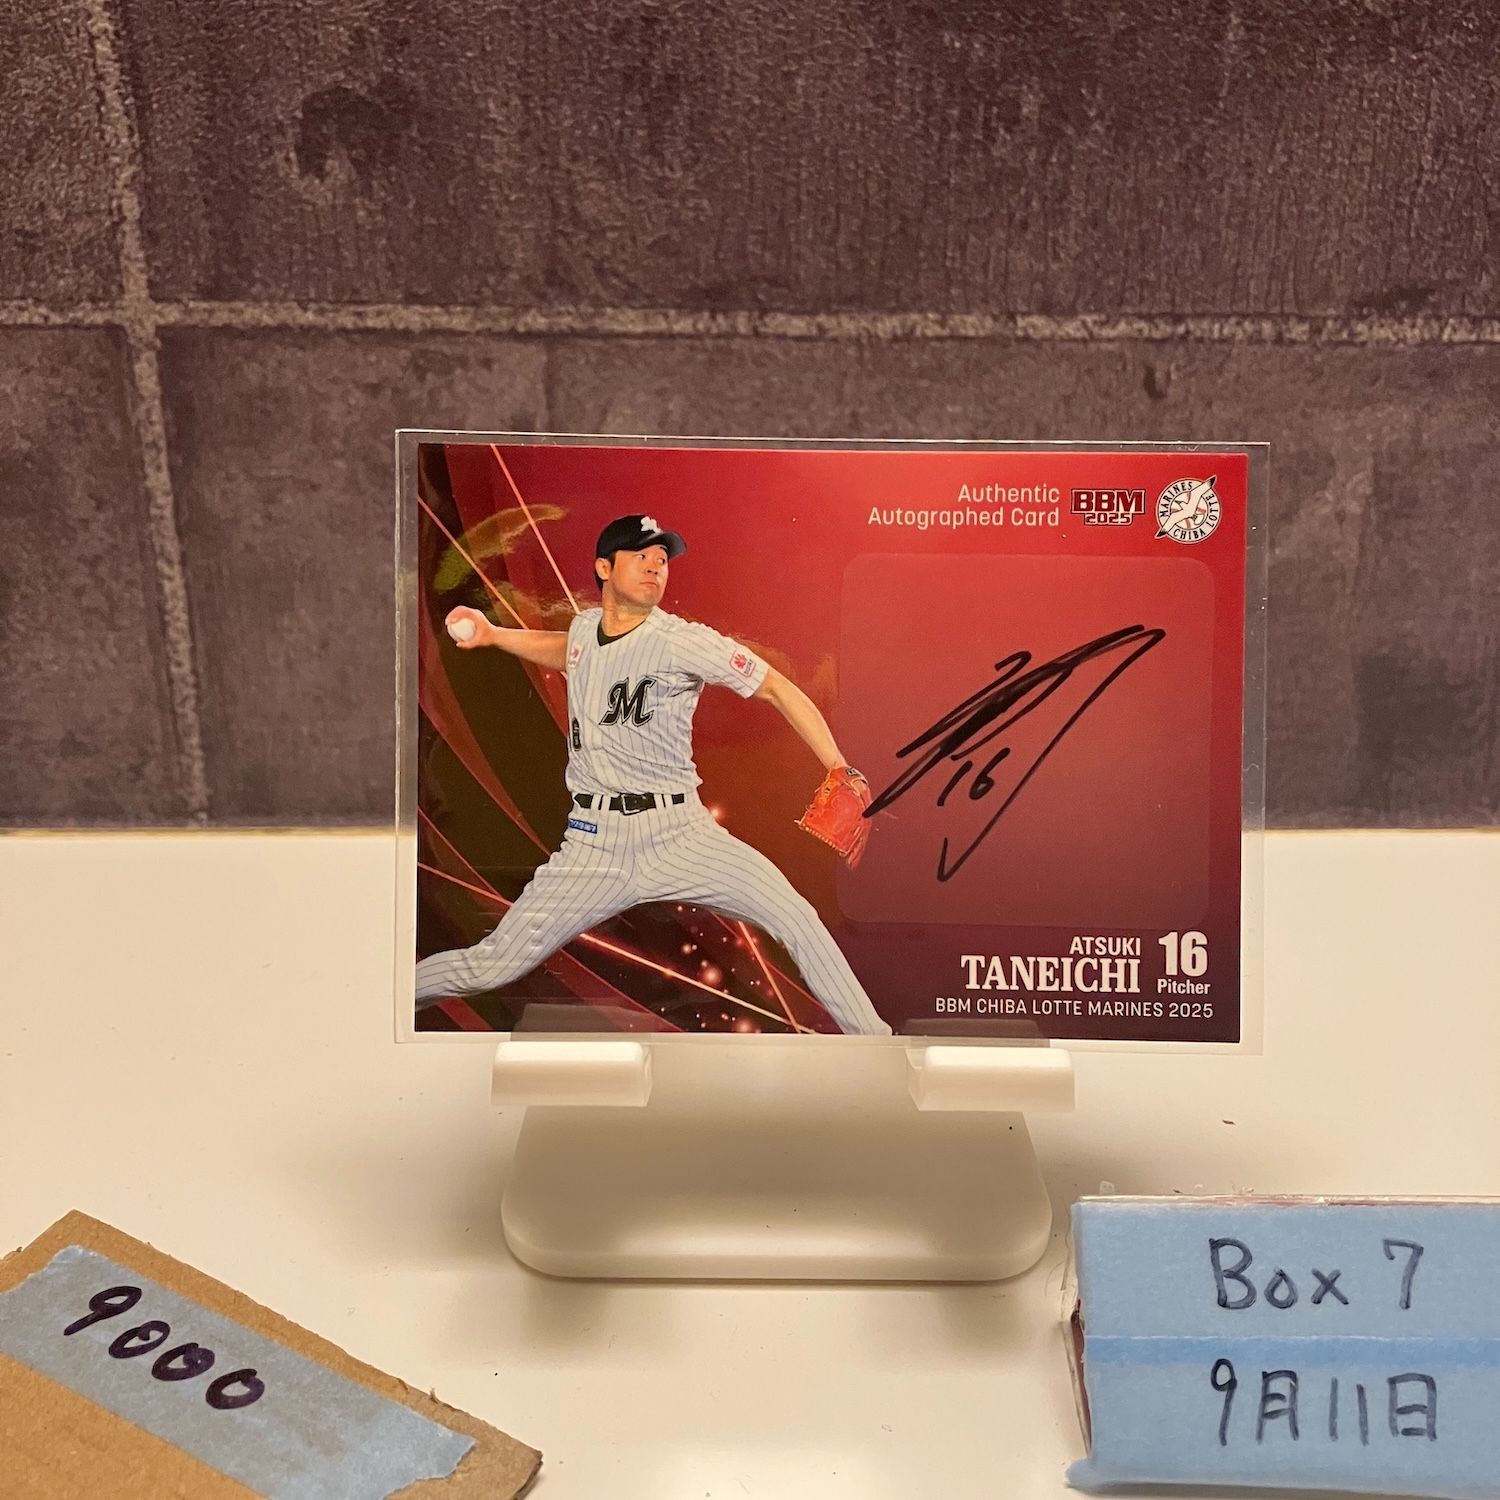 Authentic
Autographed Card
BBM
2025
MARINES
CHIBA LOTTE
M
16
ATSUKI
TANEICHI
16
Pitcher
BBM CHIBA LOTTE MARINES 2025
9000
Box 7
9月11日